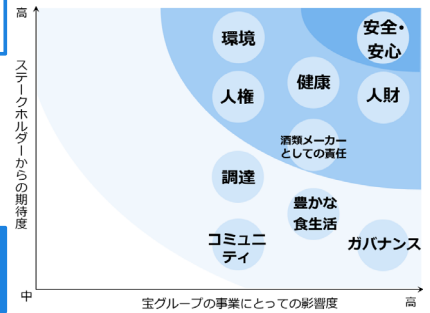 高
ステークホルダーからの期待度
中
環境
安全・
安心
人権
健康
人財
酒類メーカー
としての責任
調達
豊かな
食生活
コミュニ
ティ
ガバナンス
宝グループの事業にとっての影響度
高